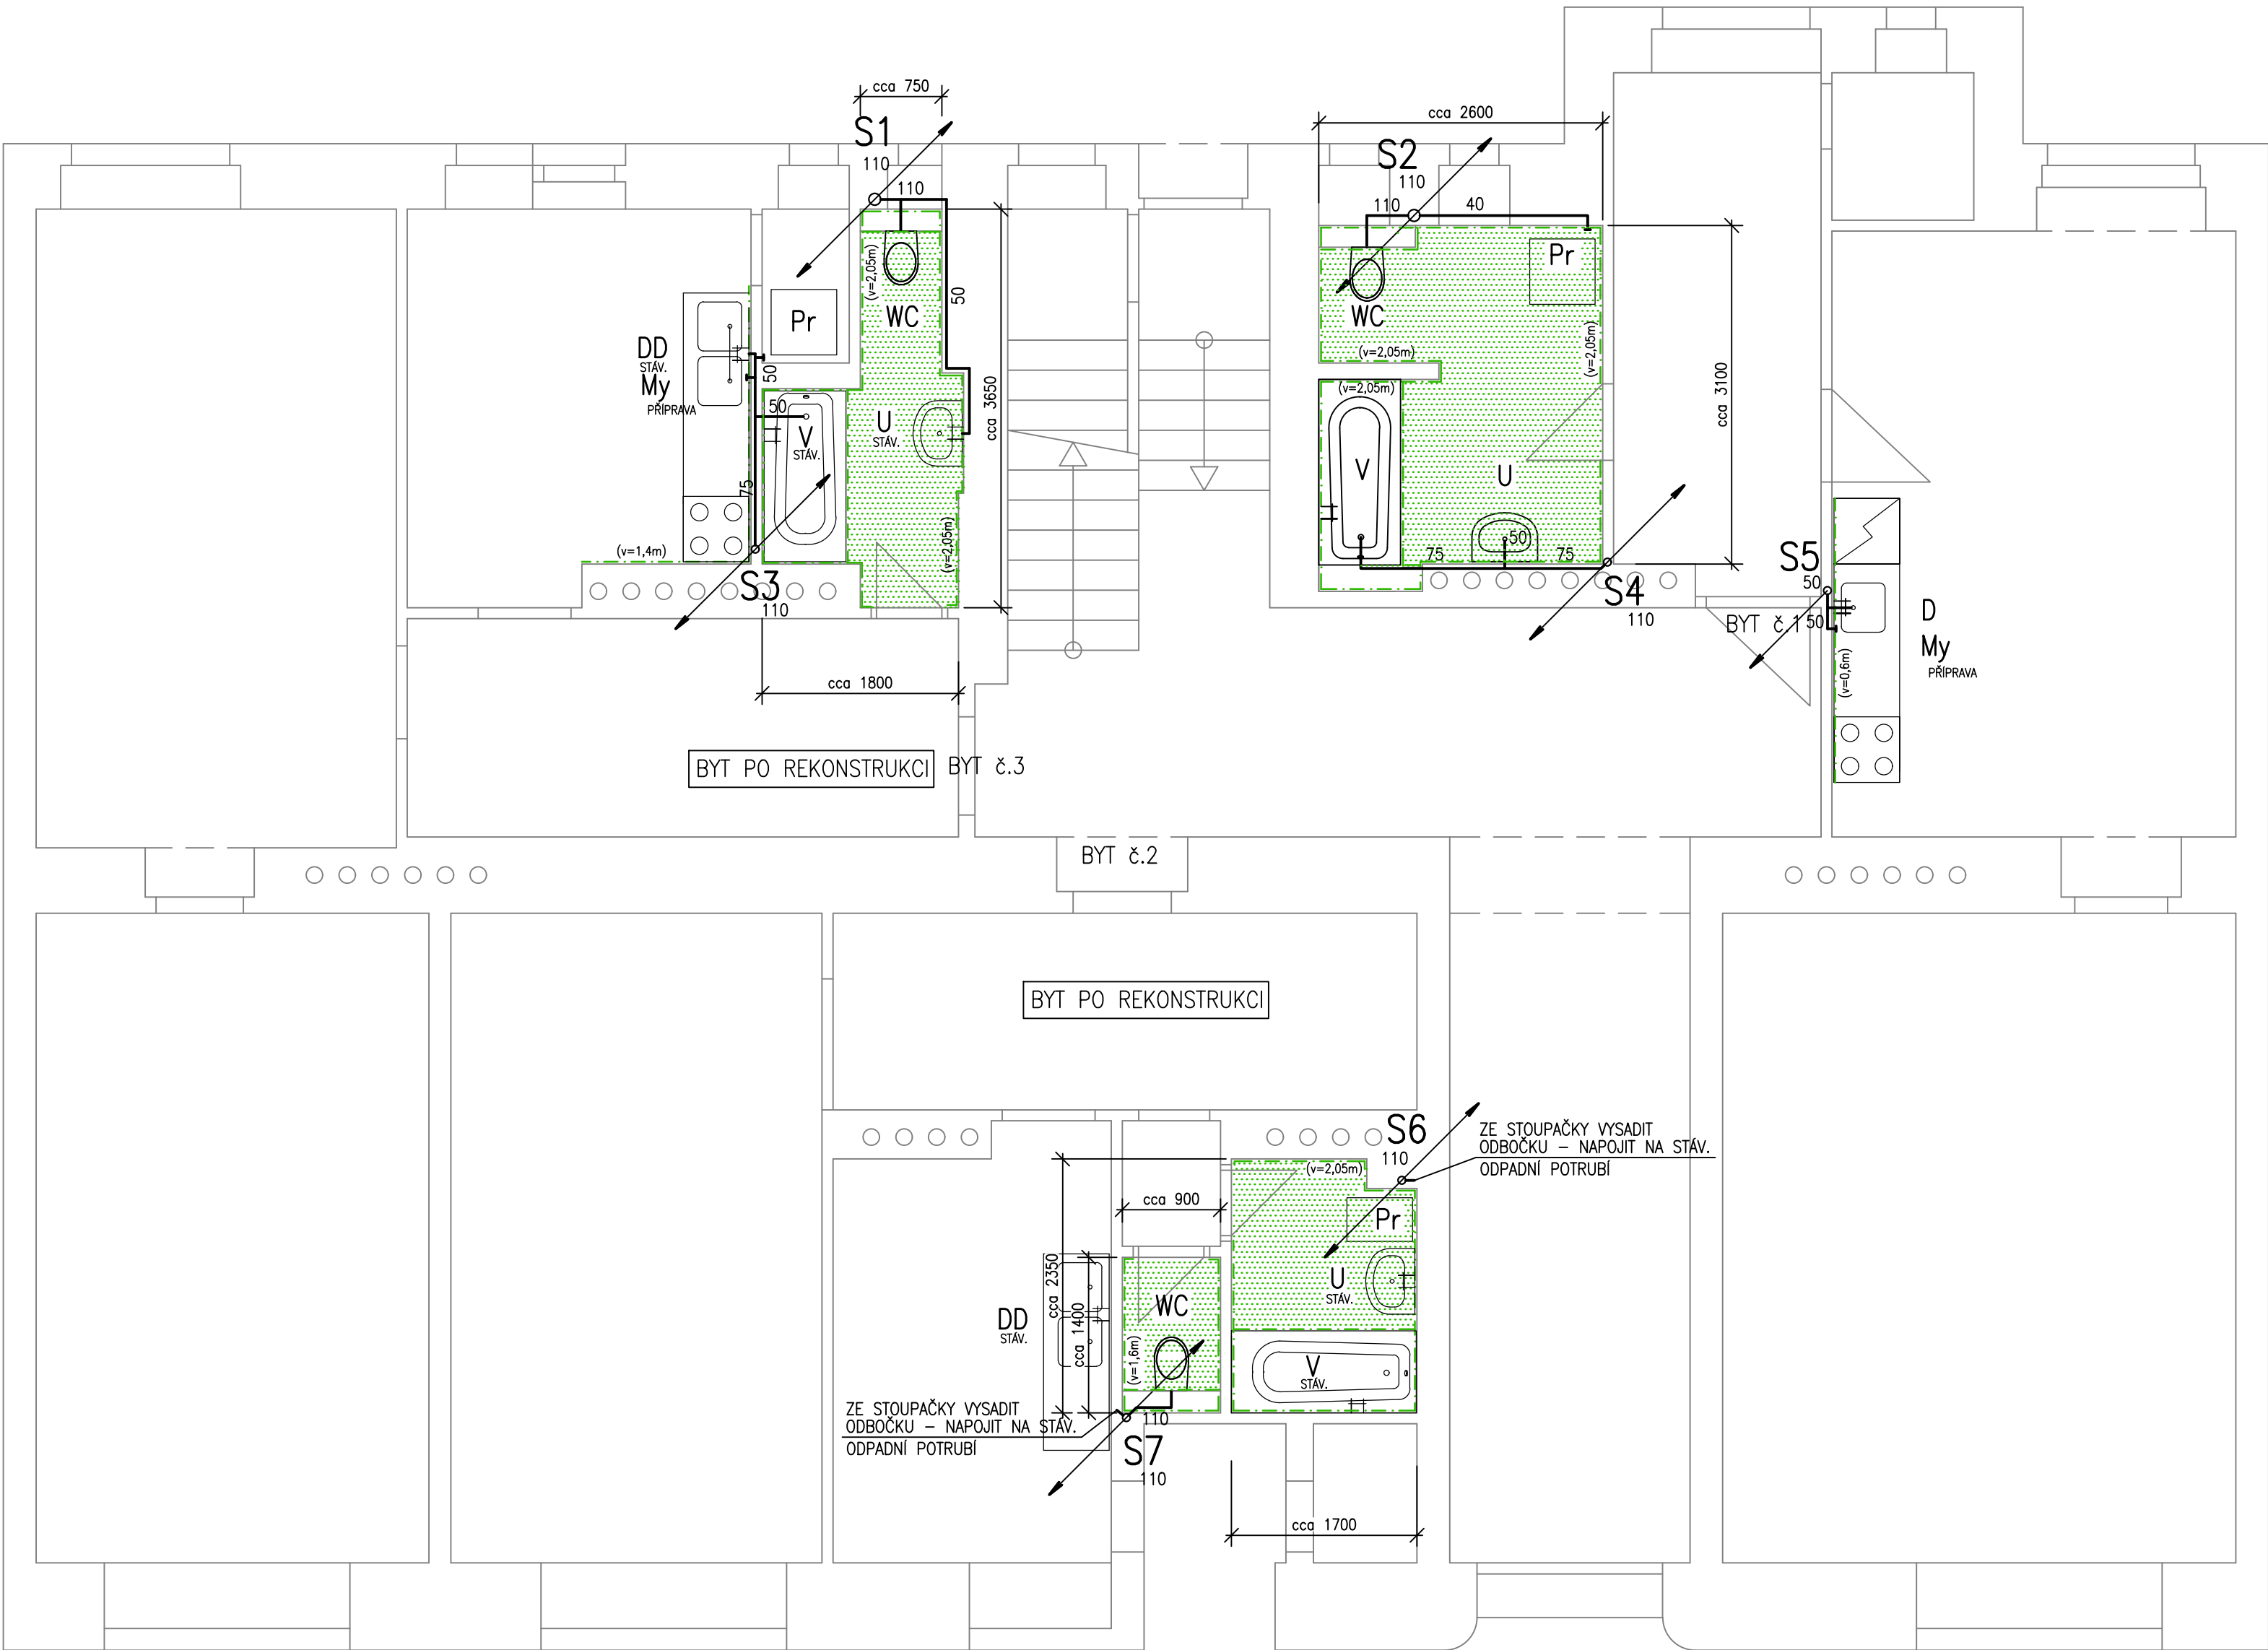 cca 750
S1
110
110
cca 2600
S2
110
110
40
Pr
(v=2,05m)
WC
50
Pr
DD
STÁV.
My
PŘÍPRAVA
50
50
75
V
STÁV.
U
STÁV.
cca 3650
(v=2,05m)
(v=1,4m)
S3
110
cca 1800
WC
(v=2,05m)
(v=2,05m)
(v=2,05m)
V
U
50
75
75
cca 3100
S4
110
S5
50
50
BYT č.1
D
My
PŘÍPRAVA
(v=0,6m)
BYT PO REKONSTRUKCI
BYT č.3
BYT č.2
BYT PO REKONSTRUKCI
S6
110
ZE STOUPAČKY VYSADIT
ODBOČKU – NAPOJIT NA STÁV.
ODPADNÍ POTRUBÍ
(v=2,05m)
cca 900
Pr
U
STÁV.
cca 2350
cca 1400
WC
DD
STÁV.
(v=1,6m)
V
STÁV.
ZE STOUPAČKY VYSADIT
ODBOČKU – NAPOJIT NA STÁV.
ODPADNÍ POTRUBÍ
110
S7
110
cca 1700